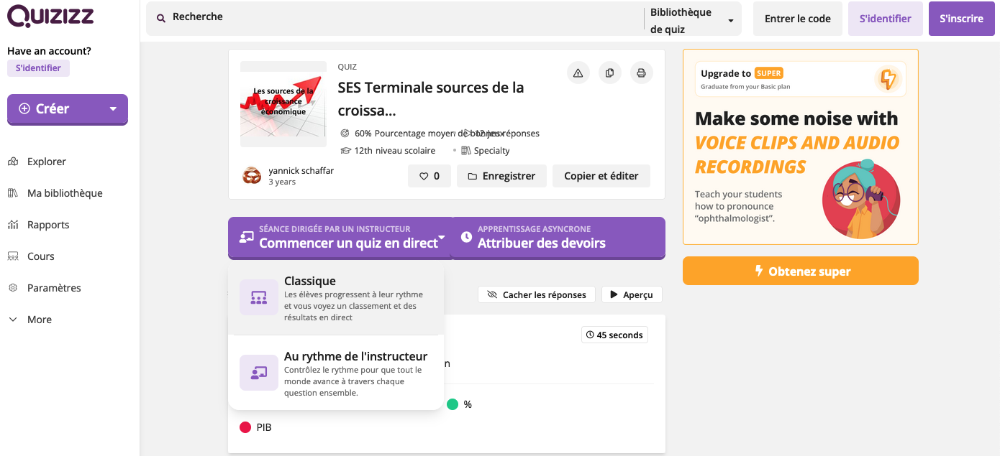 Quizizz
Have an account?
S'identifier
Créer
Explorer
Ma bibliothèque
Rapports
Cours
Paramètres
More
Recherche
Bibliothèque
de quiz
Entrer le code
S'identifier
S'inscrire
Les sources de la
croissance
économique
QUIZ
SES Terminale sources de la
croissa...
60% Pourcentage moyen de bonnes réponses
12 jeux
12th niveau scolaire
Specialty
yannick schaffar
3 years
0
Enregistrer
Copier et éditer
SÉANCE DIRIGÉE PAR UN INSTRUCTEUR
Commencer un quiz en direct
APPRENTISSAGE ASYNCRONE
Attribuer des devoirs
Classique
Les élèves progressent à leur rythme
et vous voyez un classement et des
résultats en direct
Au rythme de l'instructeur
Contrôlez le rythme pour que tout le
monde avance à travers chaque
question ensemble.
Cacher les réponses
Aperçu
45 seconds
n
%
PIB
Upgrade to SUPER
Graduate from your Basic plan
Make some noise with
VOICE CLIPS AND AUDIO
RECORDINGS
Teach your students
how to pronounce
“ophthalmologist”.
Obtenez super